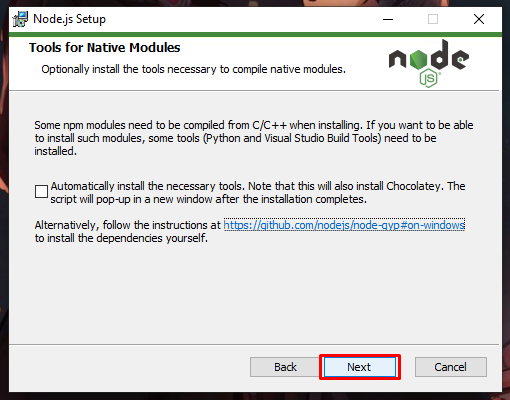 Node.js Setup
Tools for Native Modules
Optionally install the tools necessary to compile native modules.
node
JS
Some npm modules need to be compiled from C/C++ when installing. If you want to be able
to install such modules, some tools (Python and Visual Studio Build Tools) need to be
installed.
Automatically install the necessary tools. Note that this will also install Chocolatey. The
script will pop-up in a new window after the installation completes.
Alternatively, follow the instructions at https://github.com/nodejs/node-gyp#on-windows
to install the dependencies yourself.
Back
Next
Cancel